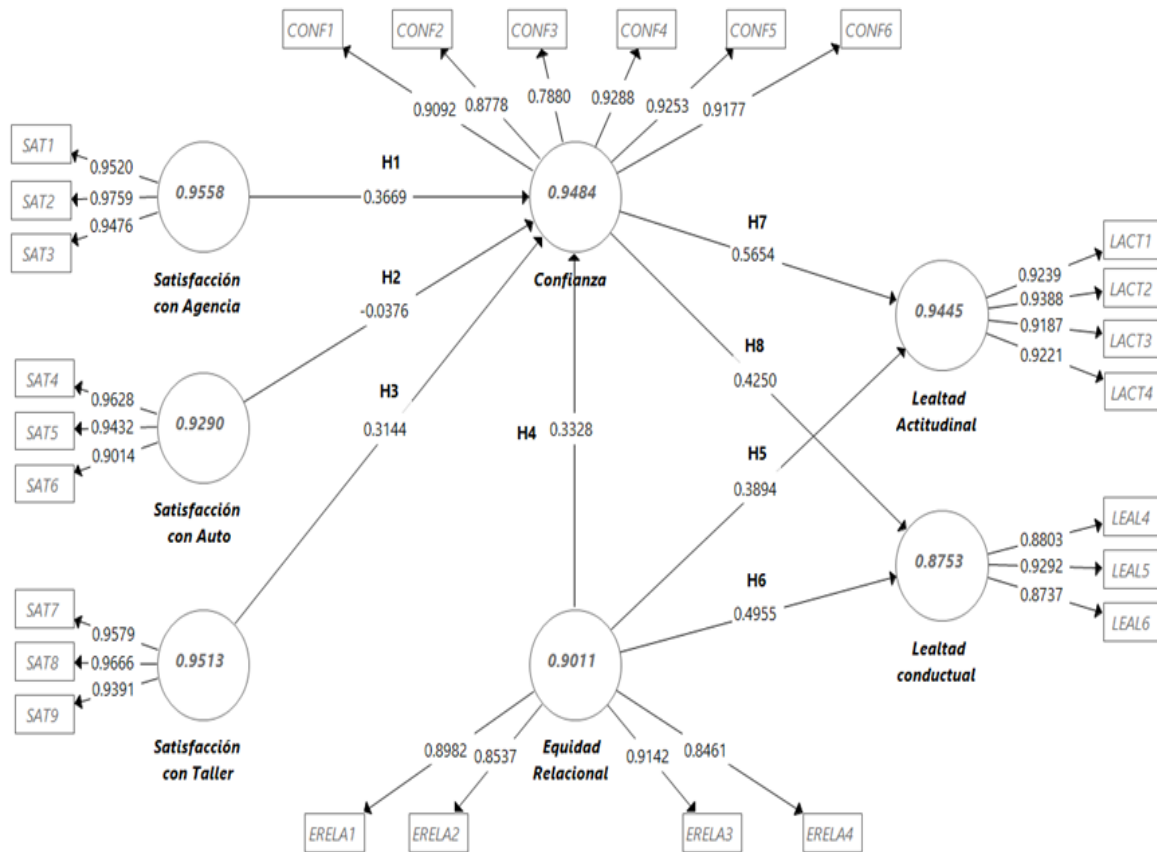 CONF1 CONF2 CONF3 CONF4 CONF5 CONF6
0.9092 0.8778 0.7880 0.9288 0.9253 0.9177
SAT1
SAT2
SAT3
0.9520
0.9759
0.9476
0.9558
Satisfacción
con Agencia
H1
0.3669
0.9484
Confianza
H2
-0.0376
SAT4
SAT5
SAT6
0.9628
0.9432
0.9014
0.9290
Satisfacción
con Auto
H3
0.3144
H4
0.3328
H7
0.5654
H8
0.4250
H5
0.3894
H6
0.4955
0.9445
Lealtad
Actitudinal
0.9239
0.9388
0.9187
0.9221
LACT1
LACT2
LACT3
LACT4
0.8753
Lealtad
conductual
0.8803
0.9292
0.8737
LEAL4
LEAL5
LEAL6
SAT7
SAT8
SAT9
0.9579
0.9666
0.9391
0.9513
Satisfacción
con Taller
0.9011
Equidad
Relacional
0.8982 0.8537 0.9142 0.8461
ERELA1 ERELA2 ERELA3 ERELA4